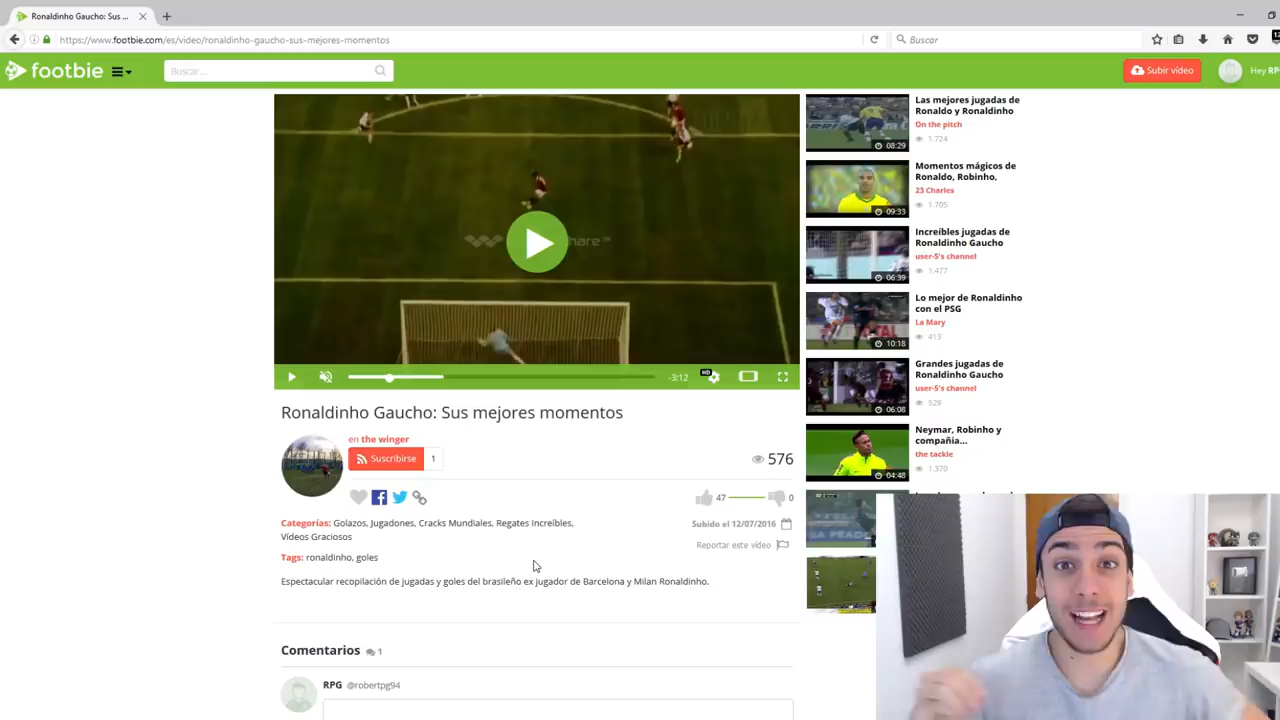 Ronaldinho Gaucho: Sus ...
https://www.footbie.com/es/video/ronaldinho-gaucho-sus-mejores-momentos
Buscar
footbie
Buscar...
Subir vídeo
Hey RP
Ronaldinho Gaucho: Sus mejores momentos
en the winger
Suscribirse
1
576
47
0
Categorías: Golazos, Jugadones, Cracks Mundiales, Regates Increíbles,
Vídeos Graciosos
Subido el 12/07/2016
Reportar este vídeo
Tags: ronaldinho, goles
Espectacular recopilación de jugadas y goles del brasileño ex jugador de Barcelona y Milan Ronaldinho.
Comentarios 1
RPG @robertpg94
-3:12
HD
Las mejores jugadas de
Ronaldo y Ronaldinho
On the pitch
1.724
08:29
Momentos mágicos de
Ronaldo, Robinho,
23 Charles
1.705
09:33
Increíbles jugadas de
Ronaldinho Gaucho
user-5's channel
1.477
06:39
Lo mejor de Ronaldinho
con el PSG
La Mary
413
10:18
Grandes jugadas de
Ronaldinho Gaucho
user-5's channel
529
06:08
Neymar, Robinho y
compañia...
the tackle
1.370
04:48